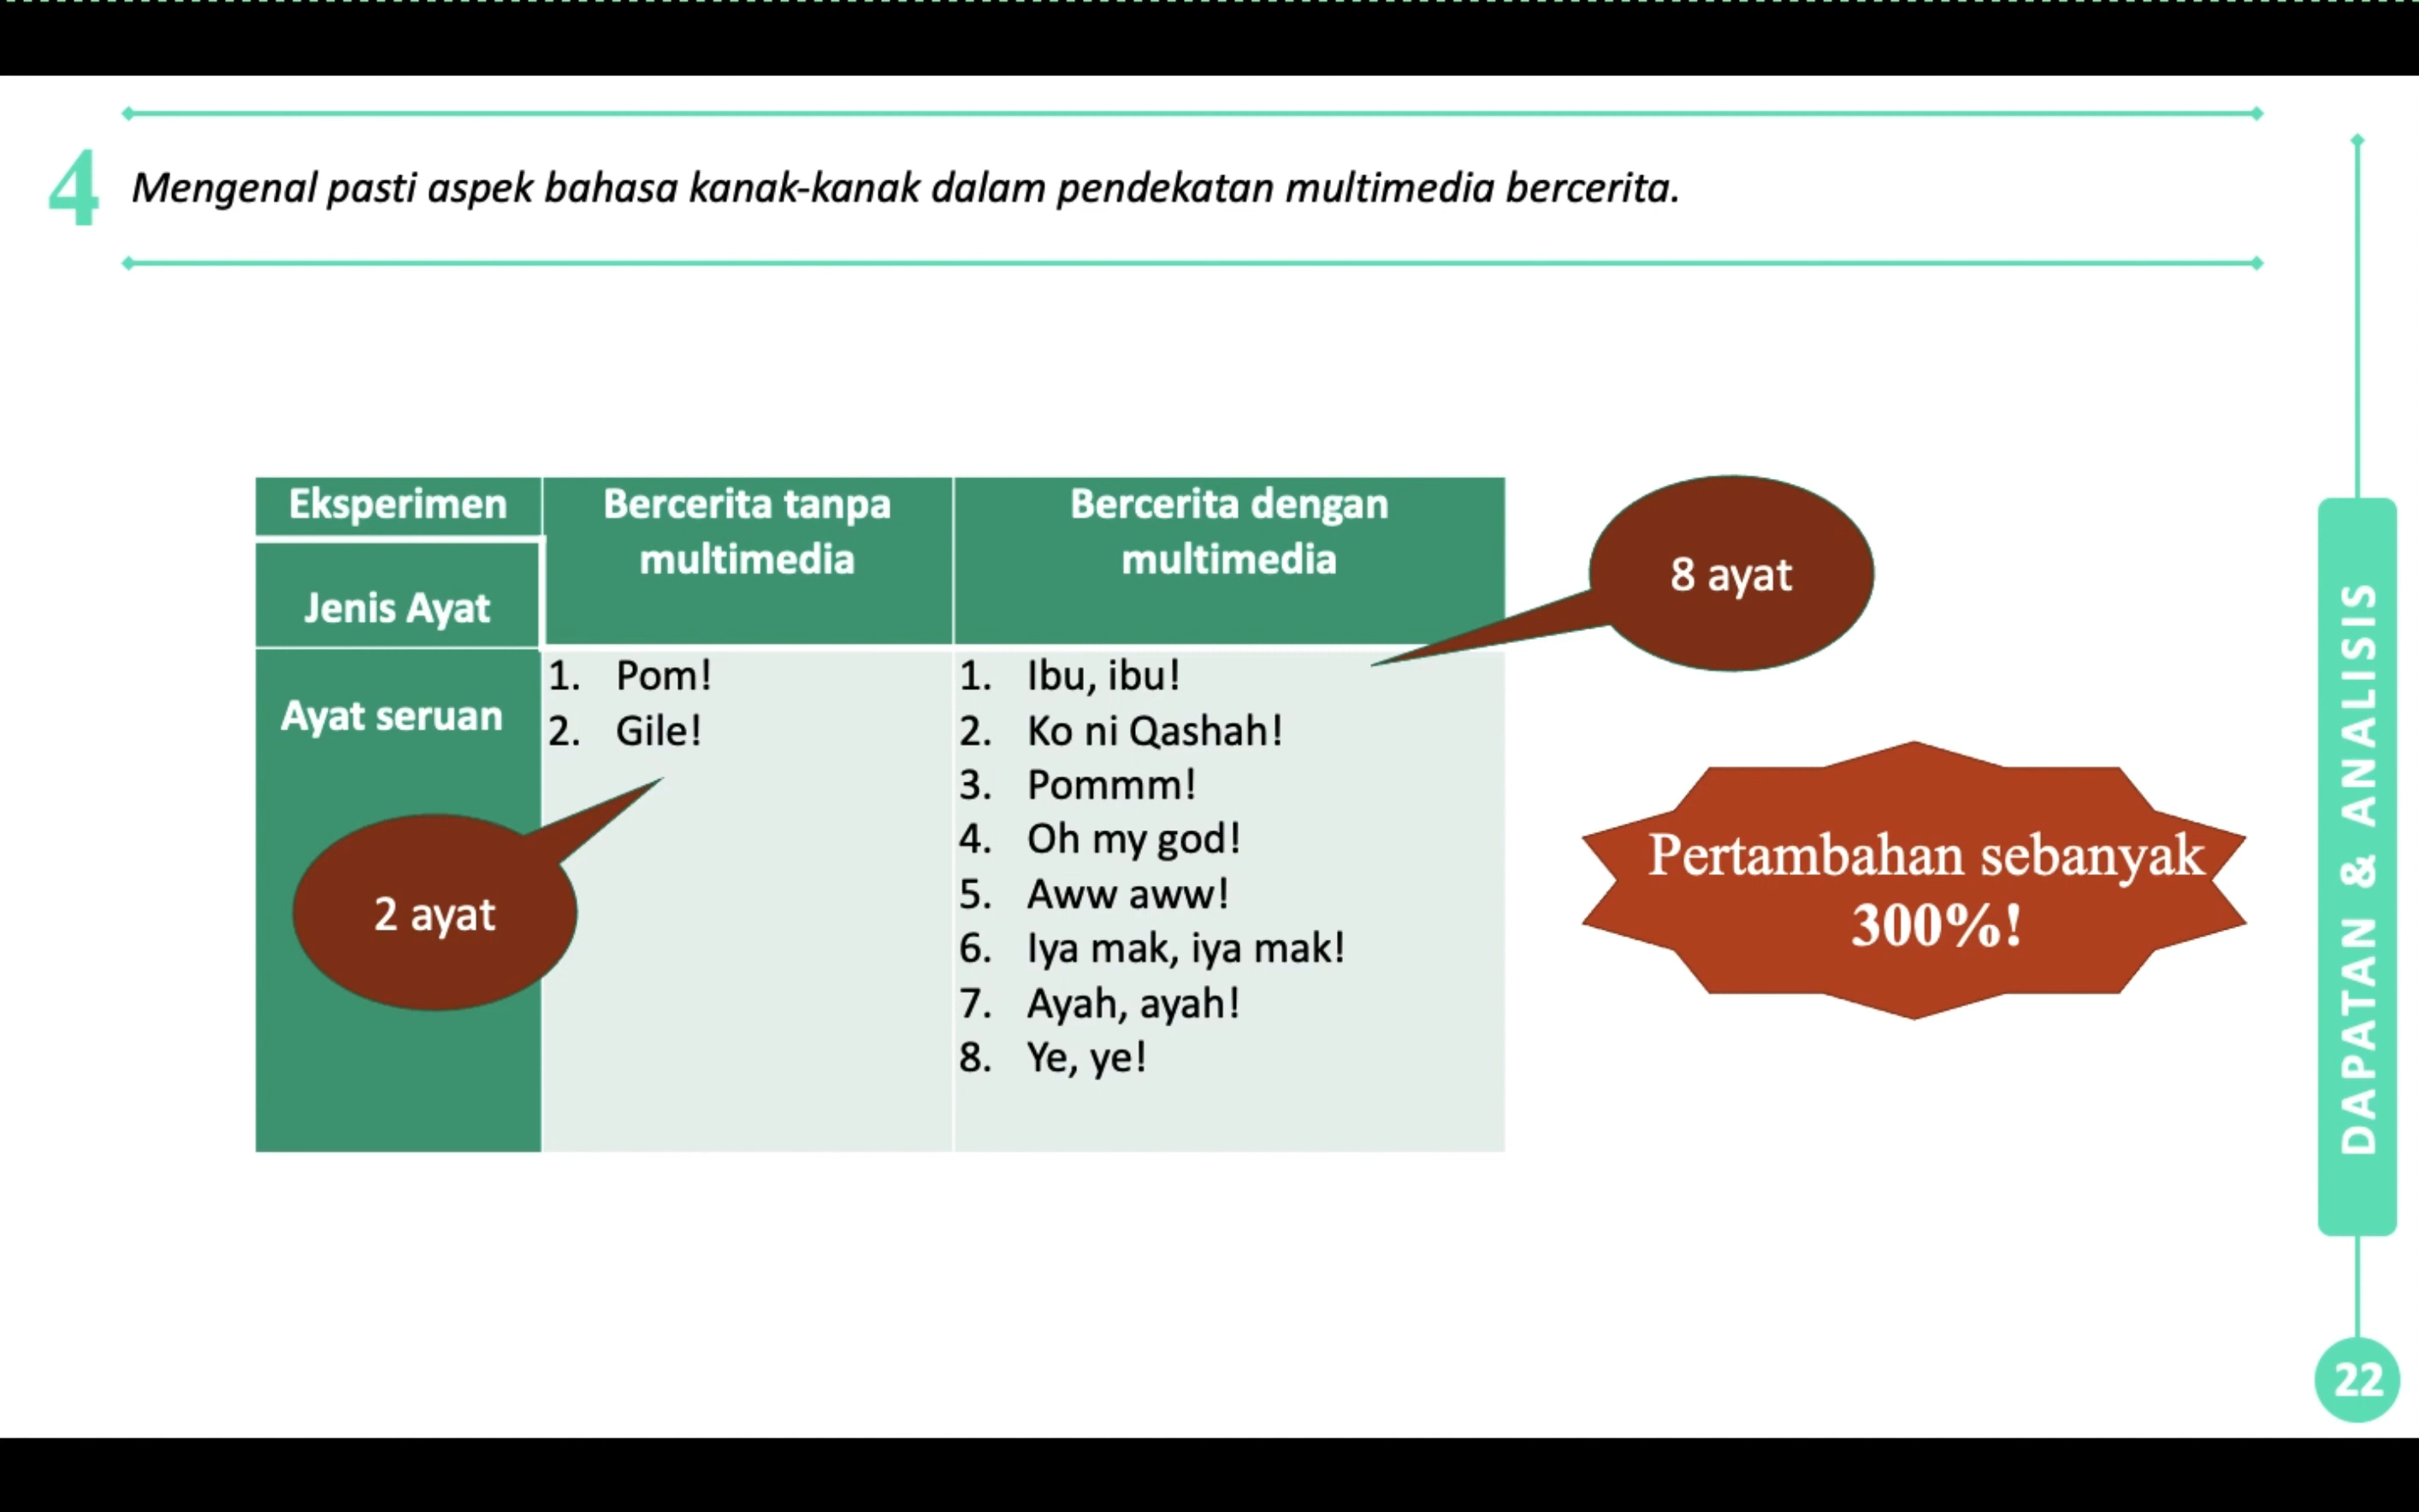 4
Mengenal pasti aspek bahasa kanak-kanak dalam pendekatan multimedia bercerita.
Eksperimen
Jenis Ayat
Bercerita tanpa
multimedia
Bercerita dengan
multimedia
Ayat seruan
1. Pom!
2. Gile!
1. Ibu, ibu!
2. Ko ni Qashah!
3. Pommm!
4. Oh my god!
5. Aww aww!
6. Iya mak, iya mak!
7. Ayah, ayah!
8. Ye, ye!
2 ayat
8 ayat
Pertambahan sebanyak
300%!
DAPATAN & ANALISIS
22